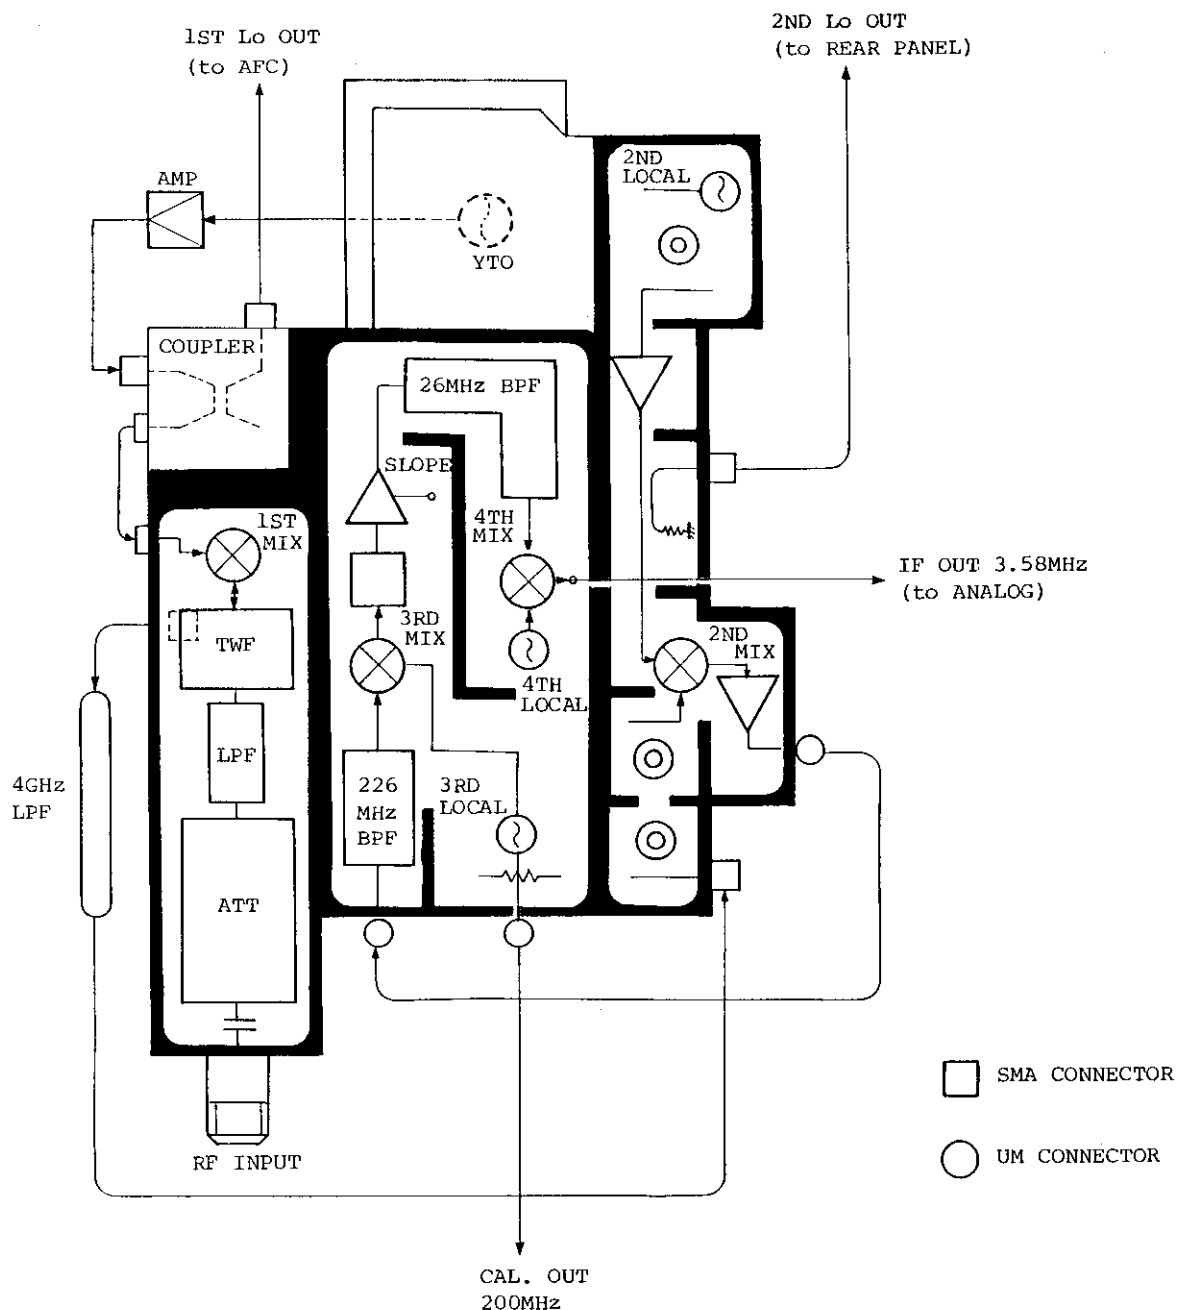 1ST Lo OUT
(to AFC)
2ND Lo OUT
(to REAR PANEL)
AMP
YTO
2ND
LOCAL
COUPLER
26MHz BPF
SLOPE
1ST
MIX
4TH
MIX
IF OUT 3.58MHz
(to ANALOG)
3RD
MIX
TWF
2ND
MIX
4TH
LOCAL
LPF
4GHz
LPF
226
MHz
BPF
3RD
LOCAL
ATT
SMA CONNECTOR
UM CONNECTOR
RF INPUT
CAL. OUT
200MHz